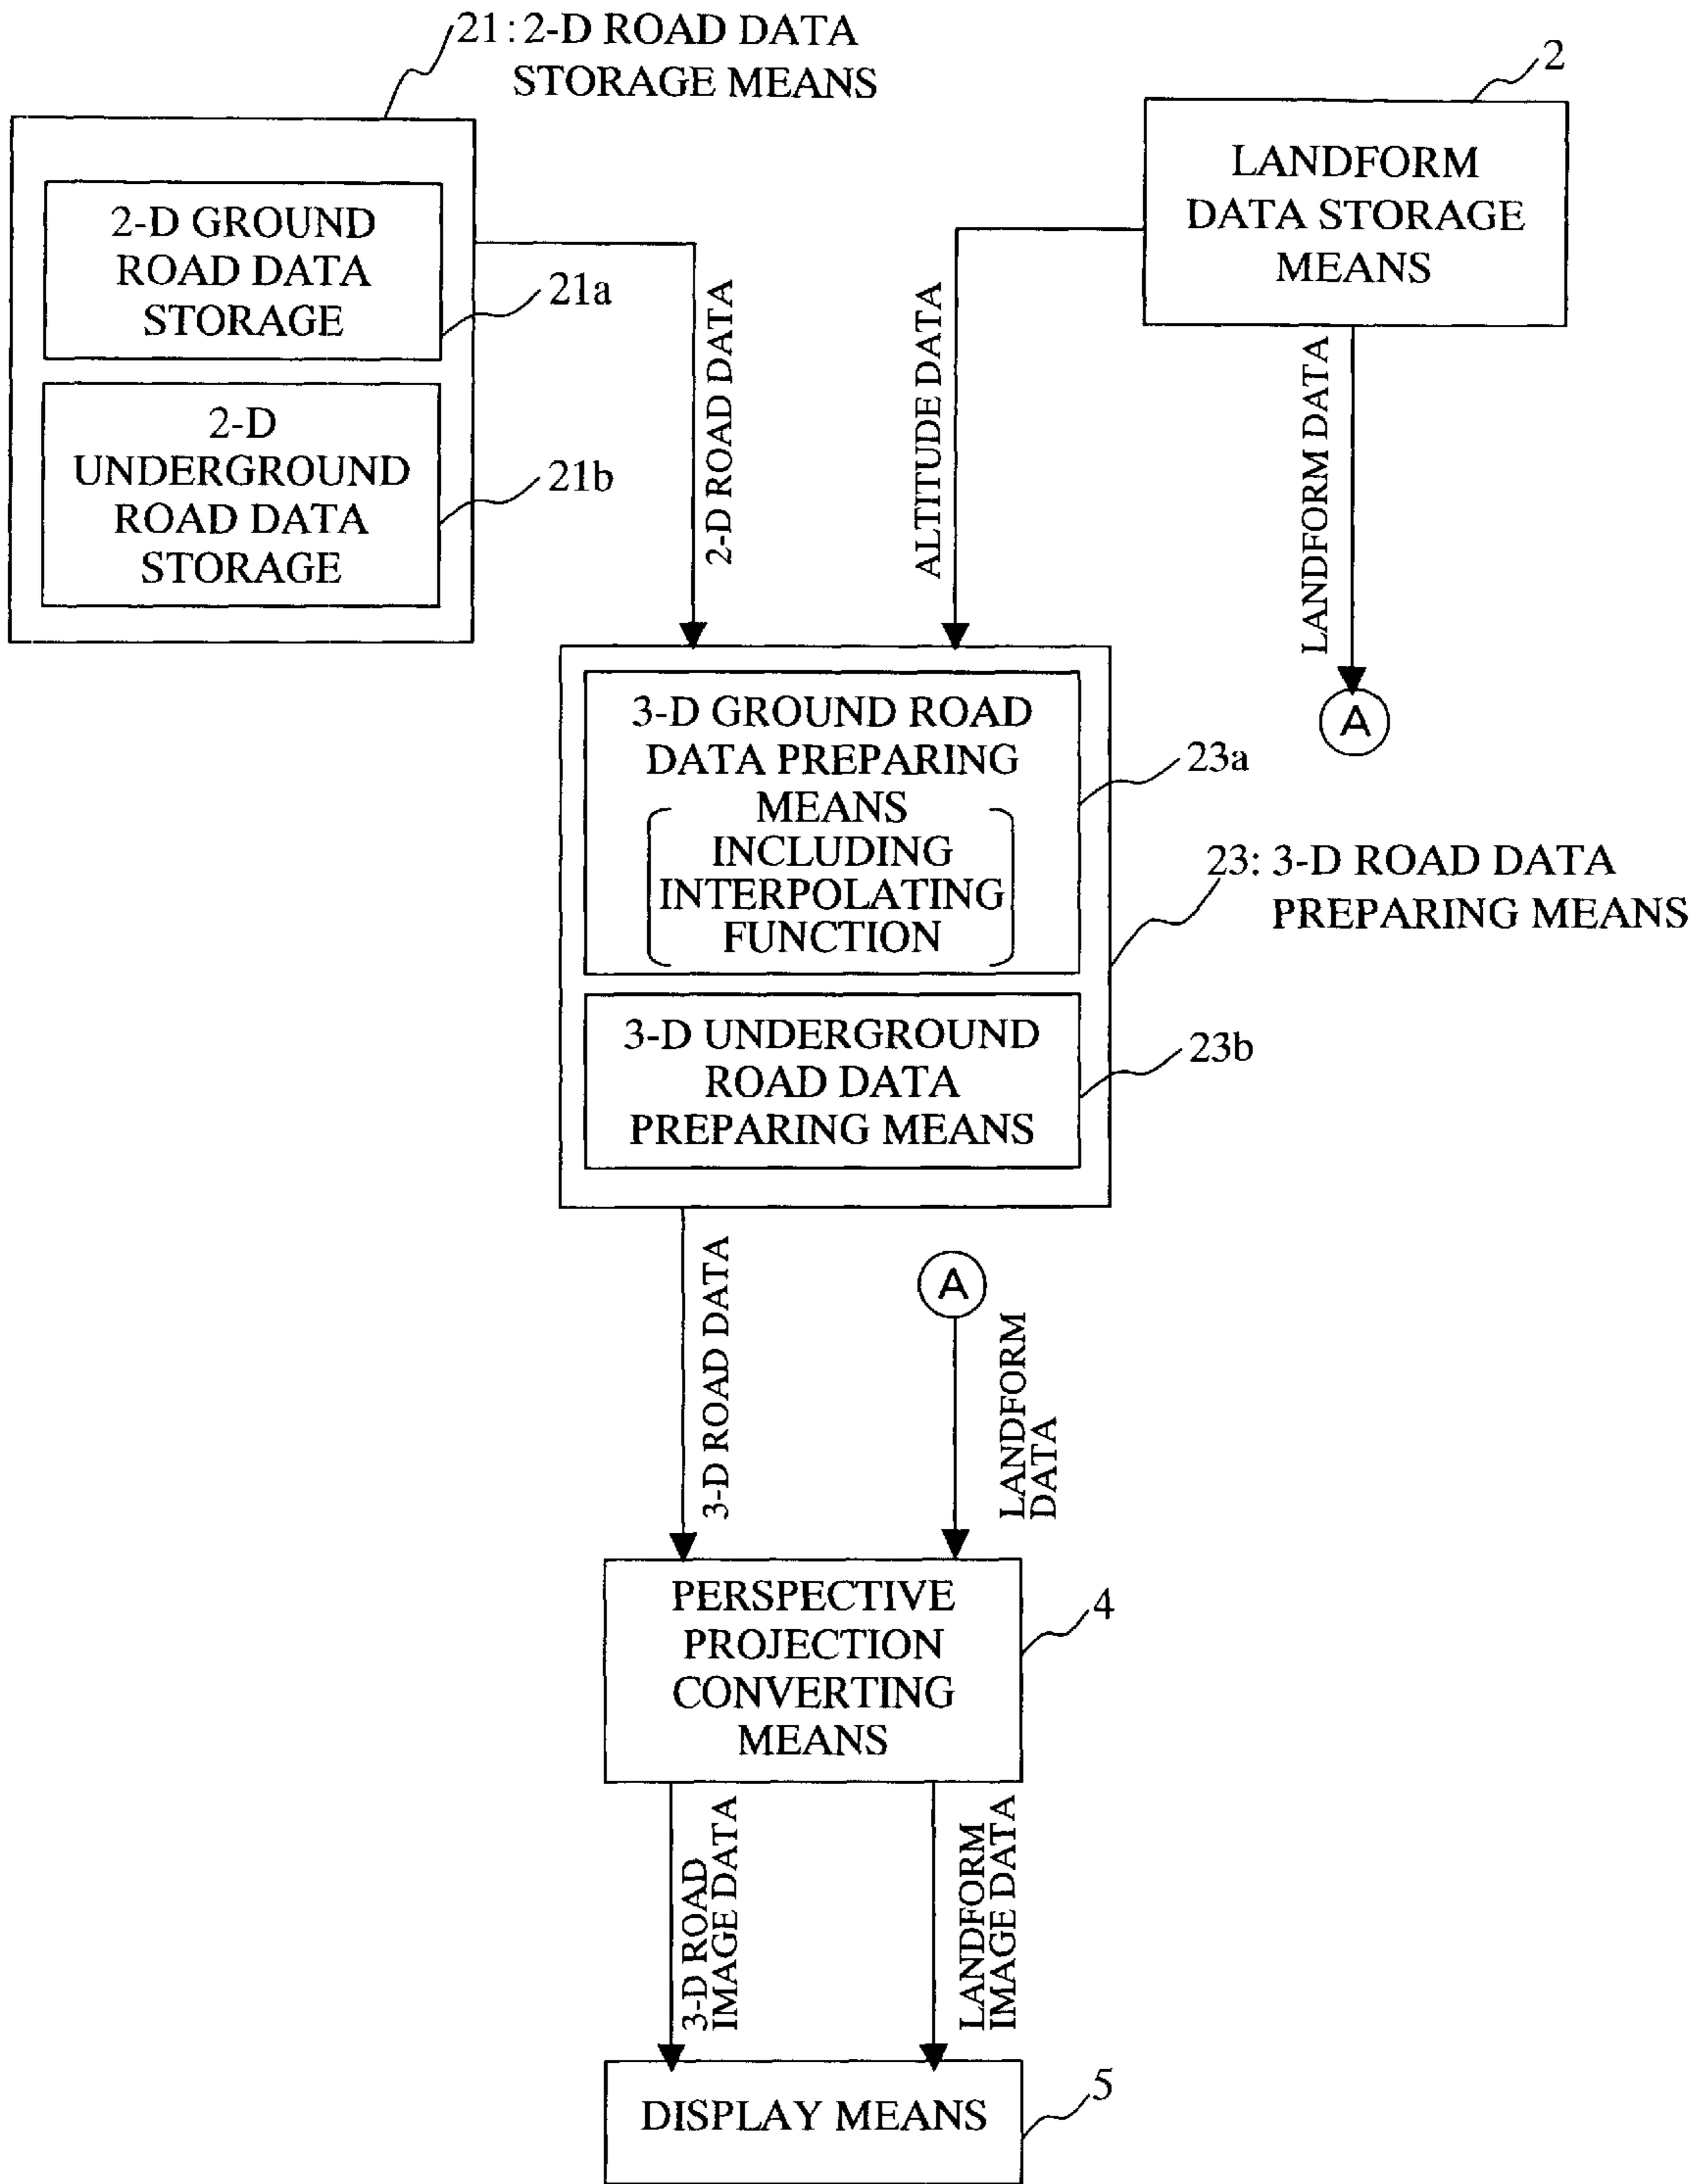 21: 2-D ROAD DATA
STORAGE MEANS
2-D GROUND
ROAD DATA
STORAGE
21a
2-D
UNDERGROUND
ROAD DATA
STORAGE
21b
2
LANDFORM
DATA STORAGE
MEANS
2-D ROAD DATA
ALTITUDE DATA
LANDFORM DATA
A
3-D GROUND ROAD
DATA PREPARING
MEANS
INCLUDING
INTERPOLATING
FUNCTION
23a
23: 3-D ROAD DATA
PREPARING MEANS
3-D UNDERGROUND
ROAD DATA
PREPARING MEANS
23b
3-D ROAD DATA
A
LANDFORM
DATA
PERSPECTIVE
PROJECTION
CONVERTING
MEANS
4
3-D ROAD
IMAGE DATA
LANDFORM
IMAGE DATA
DISPLAY MEANS
5